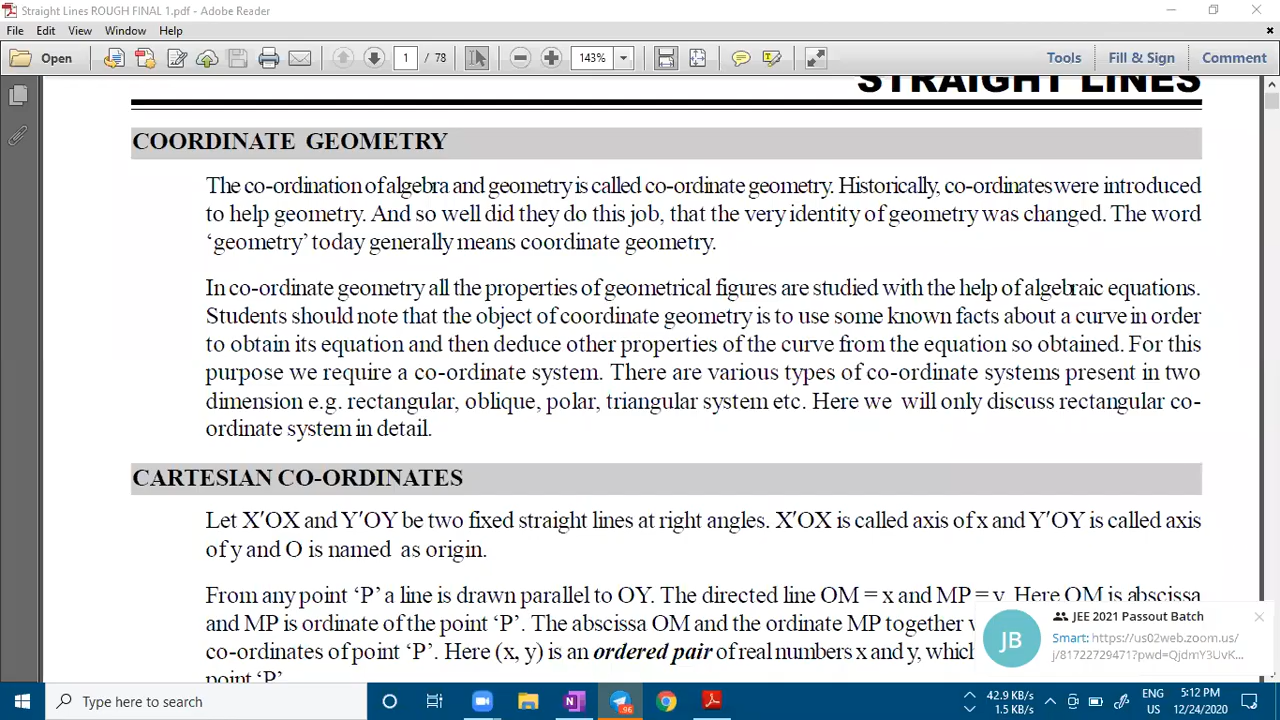 Straight Lines ROUGH FINAL 1.pdf - Adobe Reader
File Edit View Window Help
Open 1 / 78 143% Tools Fill & Sign Comment
STRAIGHT LINES
COORDINATE GEOMETRY
The co-ordination of algebra and geometry is called co-ordinate geometry. Historically, co-ordinates were introduced
to help geometry. And so well did they do this job, that the very identity of geometry was changed. The word
‘geometry’ today generally means coordinate geometry.
In co-ordinate geometry all the properties of geometrical figures are studied with the help of algebraic equations.
Students should note that the object of coordinate geometry is to use some known facts about a curve in order
to obtain its equation and then deduce other properties of the curve from the equation so obtained. For this
purpose we require a co-ordinate system. There are various types of co-ordinate systems present in two
dimension e.g. rectangular, oblique, polar, triangular system etc. Here we will only discuss rectangular co-
ordinate system in detail.
CARTESIAN CO-ORDINATES
Let X′OX and Y′OY be two fixed straight lines at right angles. X′OX is called axis of x and Y′OY is called axis
of y and O is named as origin.
From any point ‘P’ a line is drawn parallel to OY. The directed line OM = x and MP = y. Here OM is abscissa
and MP is ordinate of the point ‘P’. The abscissa OM and the ordinate MP together
co-ordinates of point ‘P’. Here (x, y) is an ordered pair of real numbers x and y, which
point ‘P’
JB
JEE 2021 Passout Batch
Smart: https://us02web.zoom.us/
j/81722729471?pwd=QjdmY3UvK...
Type here to search
96
42.9 KB/s
1.5 KB/s
ENG
US
5:12 PM
12/24/2020